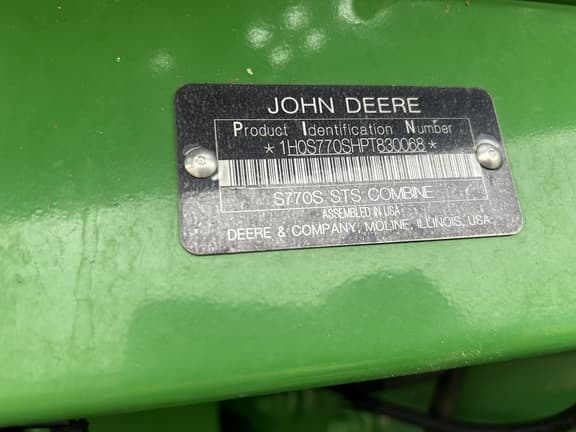 JOHN DEERE
Product Identification Number
*1H0S770SHPT830068*
S770S STS COMBINE
ASSEMBLED IN USA
DEERE & COMPANY, MOLINE, ILLINOIS, USA